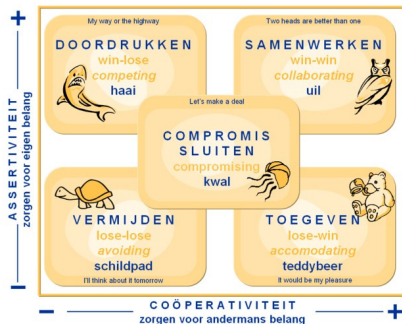 +
ASSERTIVITEIT
zorgen voor eigen belang
–
My way or the highway
DOORDRUKKEN
win-lose
competing
haai
Two heads are better than one
SAMENWERKEN
win-win
collaborating
uil
Let's make a deal
COMPROMIS
SLUITEN
compromising
kwal
VERMIJDEN
lose-lose
avoiding
schildpad
I'll think about it tomorrow
TOEGEVEN
lose-win
accomodating
teddybeer
It would be my pleasure
–
COÖPERATIVITEIT
zorgen voor andermans belang
+